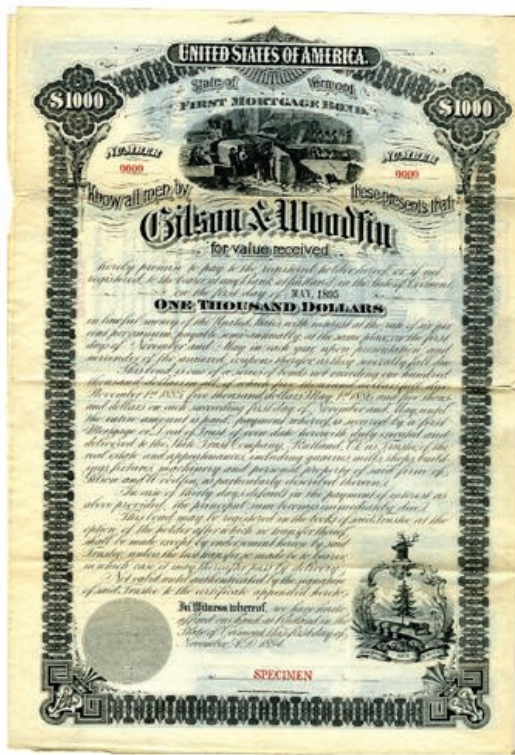 UNITED STATES OF AMERICA.
State of Vermont
$1000 $1000
FIRST MORTGAGE BOND.
NUMBER NUMBER
0000 0000
Know all men by these presents that
Gilson & Woodfin
for value received
hereby promise to pay to the registered holder hereof, or if not
registered, to the bearer at any bank in Rutland, in the State of Vermont,
on the first day of MAY, 1895
ONE THOUSAND DOLLARS
in lawful money of the United States with interest at the rate of six per
cent per annum, payable semi-annually, at the same place, on the first
days of November and May in each year, upon presentation and
surrender of the annexed coupons thereof as they severally fall due.
This bond is one of a series of bonds not exceeding one hundred
thousand dollars in all, of which five thousand dollars fall due
November 1st 1885, five thousand dollars May 1st 1886 and five thous-
and dollars on each succeeding first day of November and May, until
the entire amount is paid, payment whereof is secured by a first
Mortgage or Deed of Trust of even date herewith duly executed and
delivered to the State Trust Company, Rutland, Vt. as Trustee, of the
real estate and appurtenances, including quarries, mills, shops, build-
ings, fixtures, machinery and personal property of said firm of
Gilson and Woodfin, as particularly described therein.
In case of thirty days default in the payment of interest as
above provided, the principal sum becomes immediately due.
This bond may be registered in the books of said Trustee at the
option of the holder, after which no transfer thereof
shall be made except by endorsement hereon by said
Trustee, unless the last transfer so made be to bearer,
in which case it may thereafter pass by delivery.
Not valid until authenticated by the signature
of said Trustee to the certificate appended hereto.
In Witness whereof, we have hereto
affixed our hand at Rutland in the
State of Vermont this first day of
November A.D. 1884.
SPECIMEN